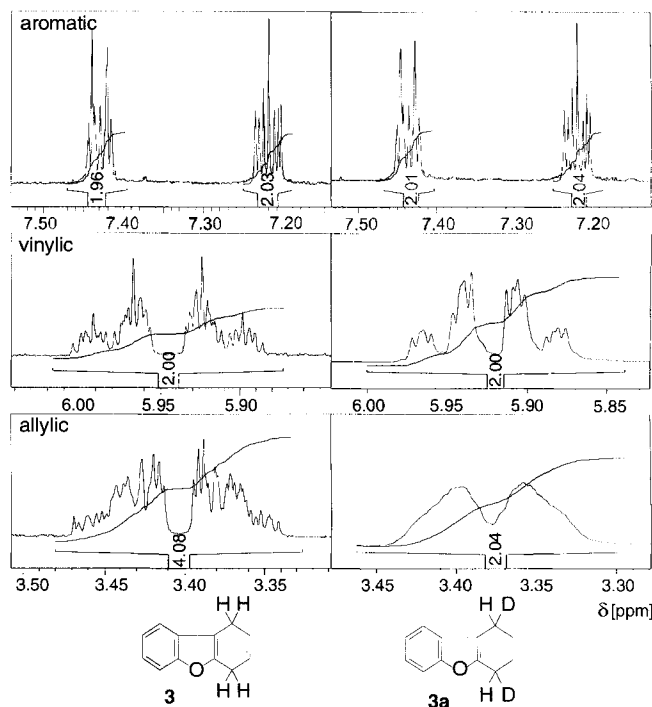 aromatic
1.96
2.03
2.01
2.04
7.50 7.40 7.30 7.20
7.50 7.40 7.30 7.20
vinylic
2.00
2.00
6.00 5.95 5.90
6.00 5.95 5.90 5.85
allylic
4.08
2.04
3.50 3.45 3.40 3.35
3.45 3.40 3.35 3.30
δ [ppm]
H H
H D
O
O
H H
H D
3
3a